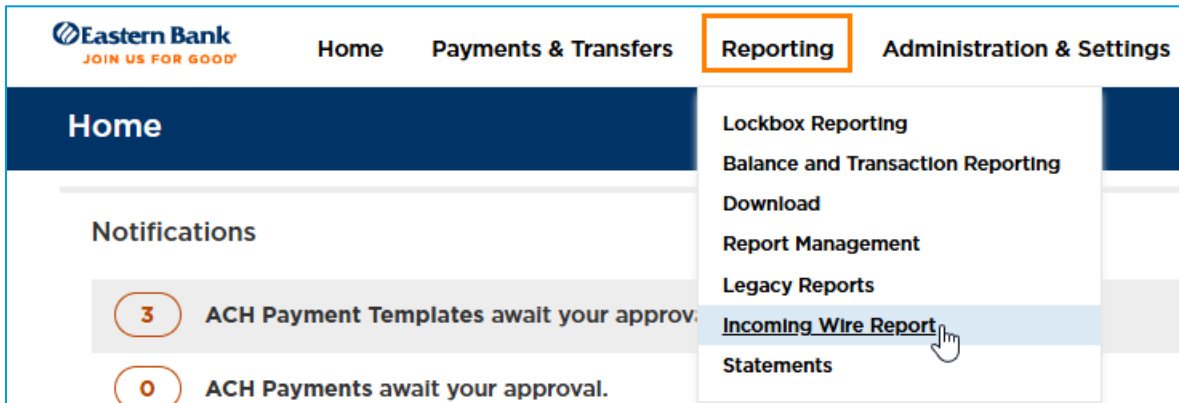 Eastern Bank
JOIN US FOR GOOD®
Home Payments & Transfers Reporting Administration & Settings
Home
Lockbox Reporting
Balance and Transaction Reporting
Download
Report Management
Legacy Reports
Incoming Wire Report
Statements
Notifications
3 ACH Payment Templates await your approv
0 ACH Payments await your approval.